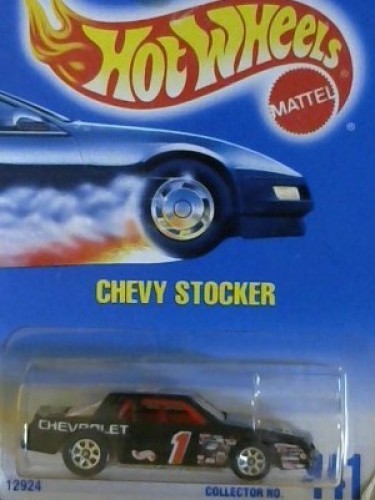 HOT WHEELS
MATTEL
®
CHEVY STOCKER
CHEVROLET
1
12924
COLLECTOR NO.